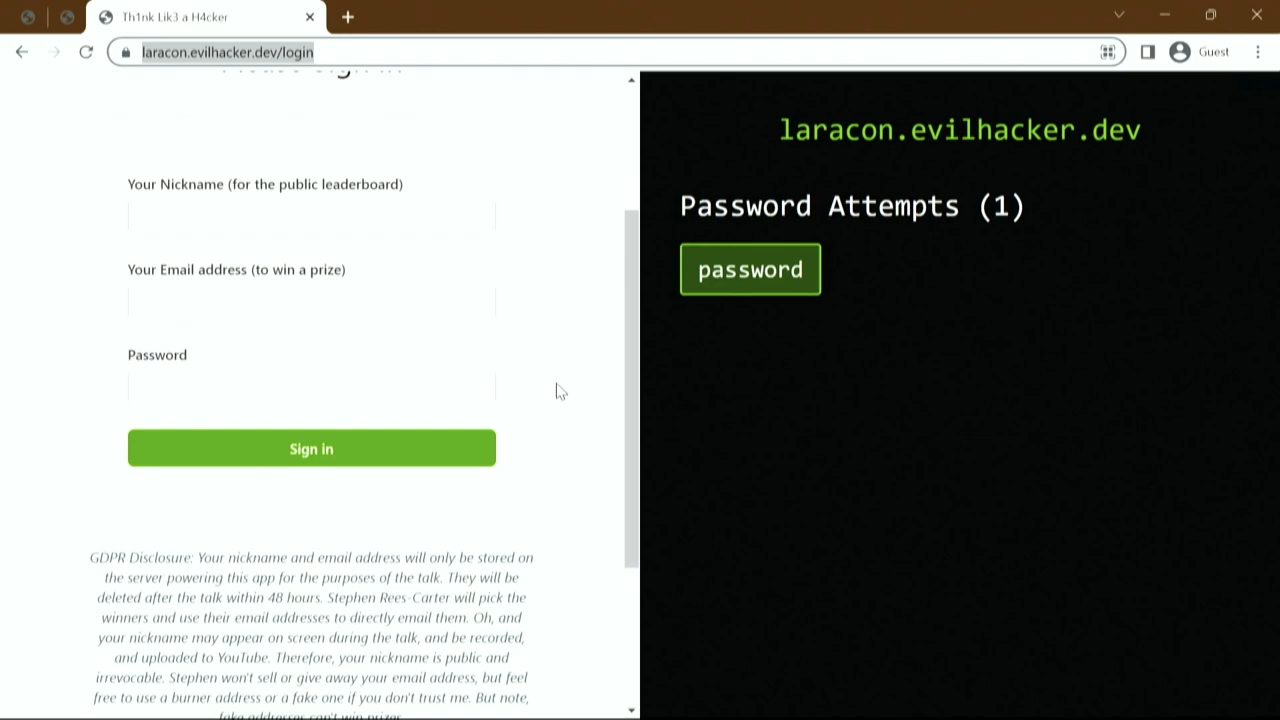 Th1nk Lik3 a H4cker
laracon.evilhacker.dev/login
Guest
Your Nickname (for the public leaderboard)
Your Email address (to win a prize)
Password
Sign in
GDPR Disclosure: Your nickname and email address will only be stored on
the server powering this app for the purposes of the talk. They will be
deleted after the talk within 48 hours. Stephen Rees-Carter will pick the
winners and use their email addresses to directly email them. Oh, and
your nickname may appear on screen during the talk, and be recorded,
and uploaded to YouTube. Therefore, your nickname is public and
irrevocable. Stephen won't sell or give away your email address, but feel
free to use a burner address or a fake one if you don't trust me. But note,
fake addresses can't win prizes
laracon.evilhacker.dev
Password Attempts (1)
password